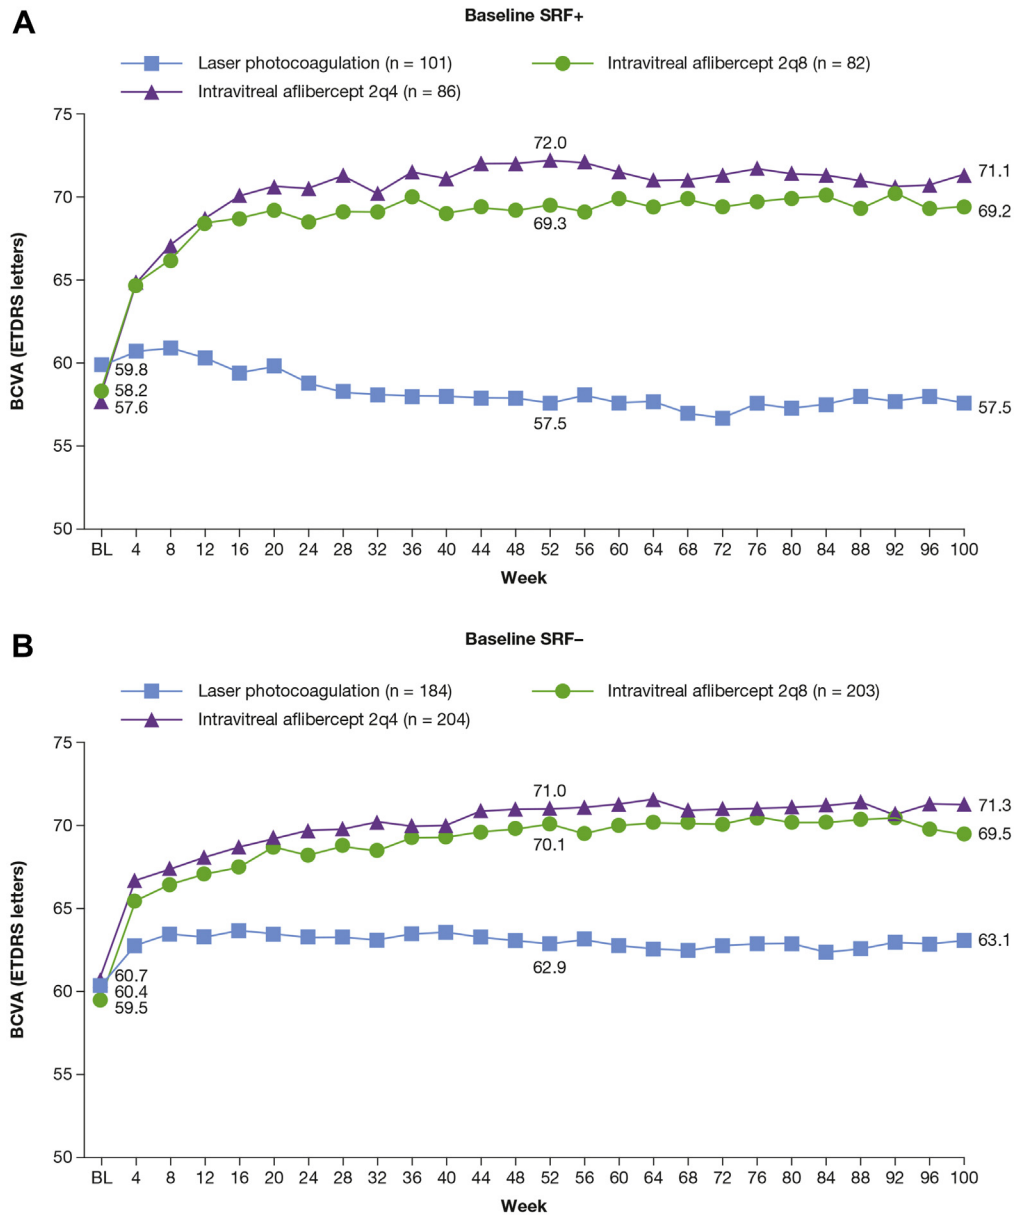 A
Baseline SRF+
Laser photocoagulation (n = 101)
Intravitreal aflibercept 2q8 (n = 82)
Intravitreal aflibercept 2q4 (n = 86)
BCVA (ETDRS letters)
75
70
65
60
55
50
72.0
71.1
69.3
69.2
59.8
58.2
57.6
57.5
57.5
BL 4 8 12 16 20 24 28 32 36 40 44 48 52 56 60 64 68 72 76 80 84 88 92 96 100
Week
B
Baseline SRF–
Laser photocoagulation (n = 184)
Intravitreal aflibercept 2q8 (n = 203)
Intravitreal aflibercept 2q4 (n = 204)
BCVA (ETDRS letters)
75
70
65
60
55
50
71.0
71.3
70.1
69.5
63.1
62.9
60.7
60.4
59.5
BL 4 8 12 16 20 24 28 32 36 40 44 48 52 56 60 64 68 72 76 80 84 88 92 96 100
Week